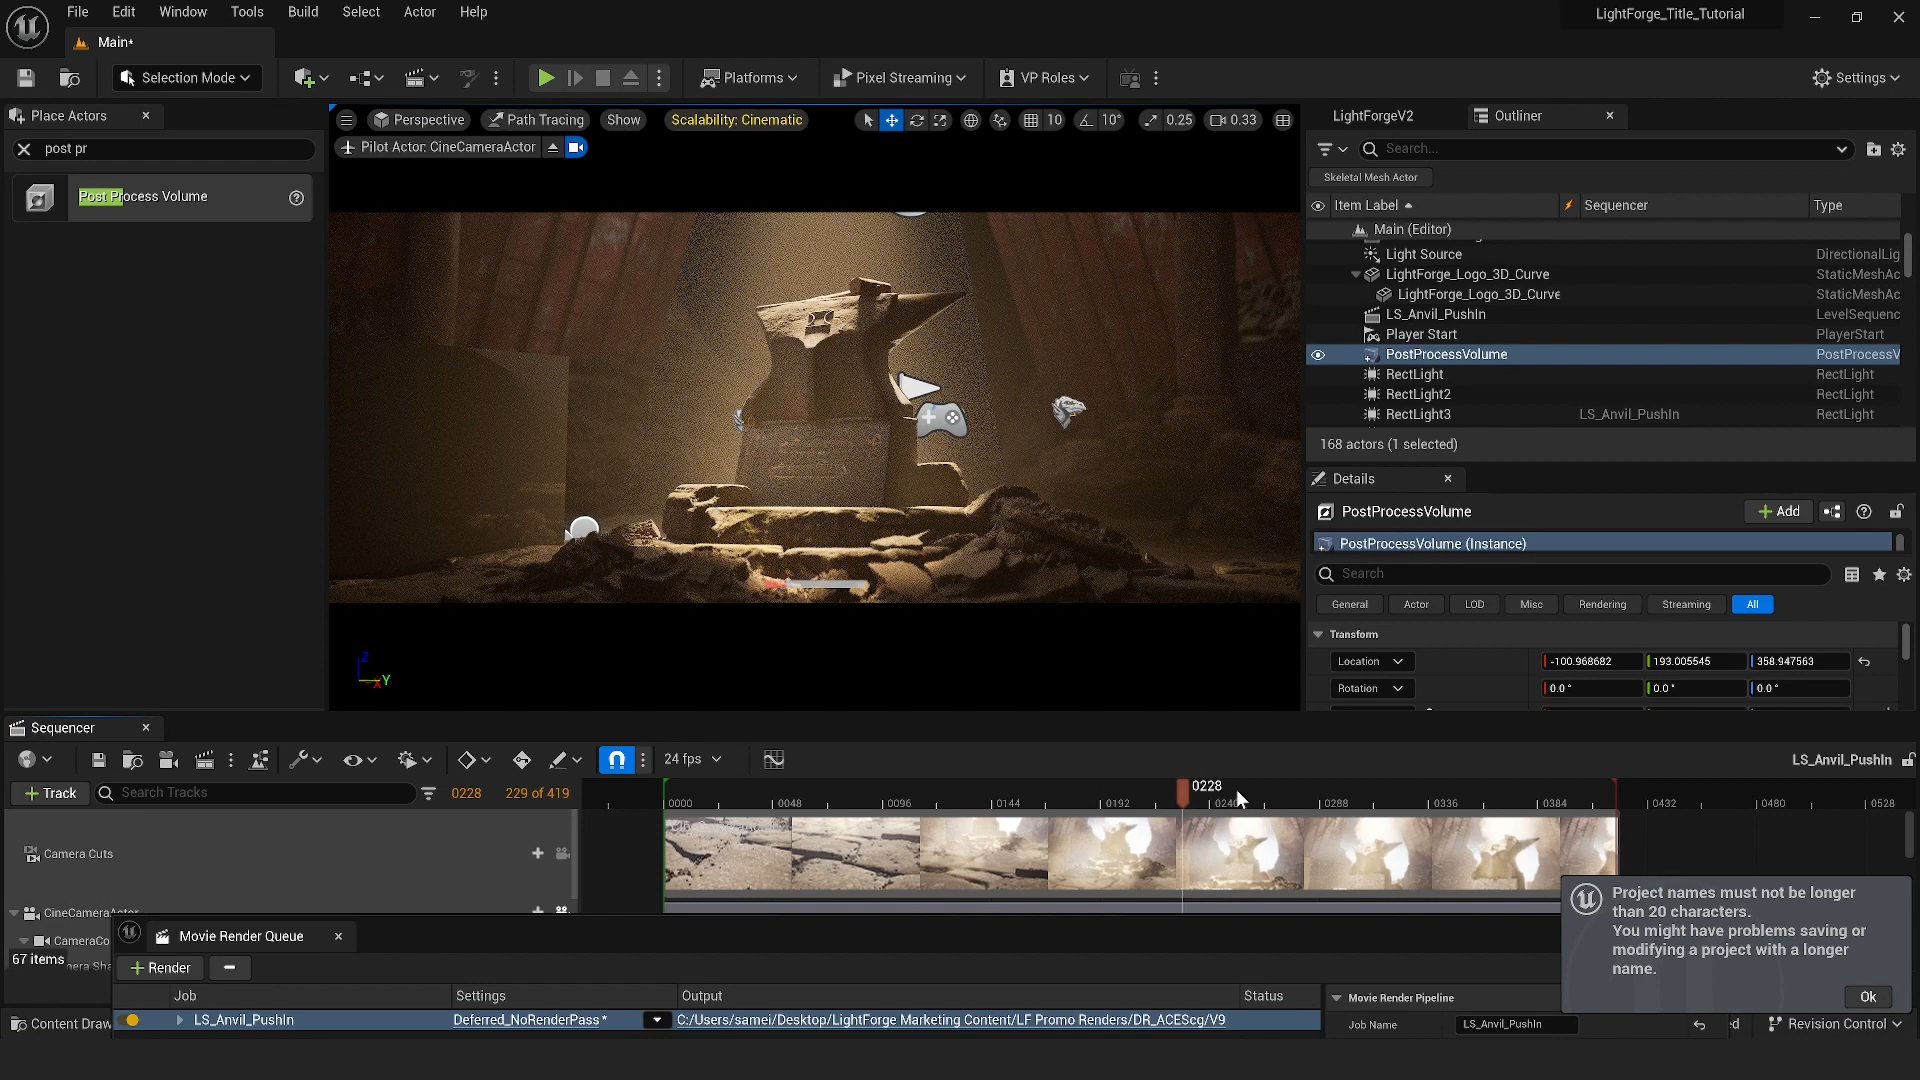 File Edit Window Tools Build Select Actor Help
LightForge_Title_Tutorial
Main*
Selection Mode
Platforms
Pixel Streaming
VP Roles
Settings
Place Actors
post pr
Post Process Volume
Perspective
Path Tracing
Show
Scalability: Cinematic
10
10°
0.25
0.33
Pilot Actor: CineCameraActor
Z
X
Y
LightForgeV2
Outliner
Search...
Skeletal Mesh Actor
Item Label
Sequencer
Type
Main (Editor)
Light Source DirectionalLig
LightForge_Logo_3D_Curve StaticMeshAc
LightForge_Logo_3D_Curve StaticMeshAc
LS_Anvil_PushIn LevelSequenc
Player Start PlayerStart
PostProcessVolume PostProcessV
RectLight RectLight
RectLight2 RectLight
RectLight3 LS_Anvil_PushIn RectLight
168 actors (1 selected)
Details
PostProcessVolume
Add
PostProcessVolume (Instance)
Search
General Actor LOD Misc Rendering Streaming All
Transform
Location -100.968682 193.005545 358.947563
Rotation 0.0° 0.0° 0.0°
Sequencer
24 fps
LS_Anvil_PushIn
Track
Search Tracks
0228 229 of 419
0228
0000 0048 0096 0144 0192 0240 0288 0336 0384 0432 0480 0528
Camera Cuts
CineCameraActor
CameraCo
67 items
mera Sha
Movie Render Queue
Render
Job Settings Output Status
LS_Anvil_PushIn Deferred_NoRenderPass* C:/Users/samei/Desktop/LightForge Marketing Content/LF Promo Renders/DR_ACEScg/V9
Movie Render Pipeline
Job Name LS_Anvil_PushIn
Project names must not be longer
than 20 characters.
You might have problems saving or
modifying a project with a longer
name.
Ok
Content Draw
Revision Control